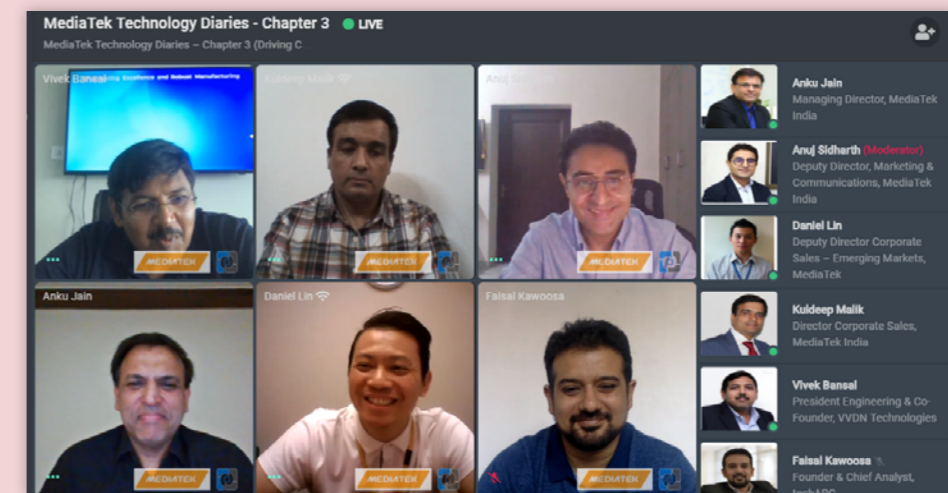 MediaTek Technology Diaries - Chapter 3 LIVE
MediaTek Technology Diaries – Chapter 3 (Driving C...
Vivek Bansal
Excellence and Robust Manufacturing
Kuldeep Malik
Anuj Sidharth
MEDIATEK
MEDIATEK
MEDIATEK
Anku Jain
Daniel Lin
Faisal Kawoosa
MEDIATEK
MEDIATEK
MEDIATEK
Anku Jain
Managing Director, MediaTek
India
Anuj Sidharth (Moderator)
Deputy Director, Marketing &
Communications, MediaTek
India
Daniel Lin
Deputy Director Corporate
Sales – Emerging Markets,
MediaTek
Kuldeep Malik
Director Corporate Sales,
MediaTek India
Vivek Bansal
President Engineering & Co-
Founder, VVDN Technologies
Faisal Kawoosa
Founder & Chief Analyst,